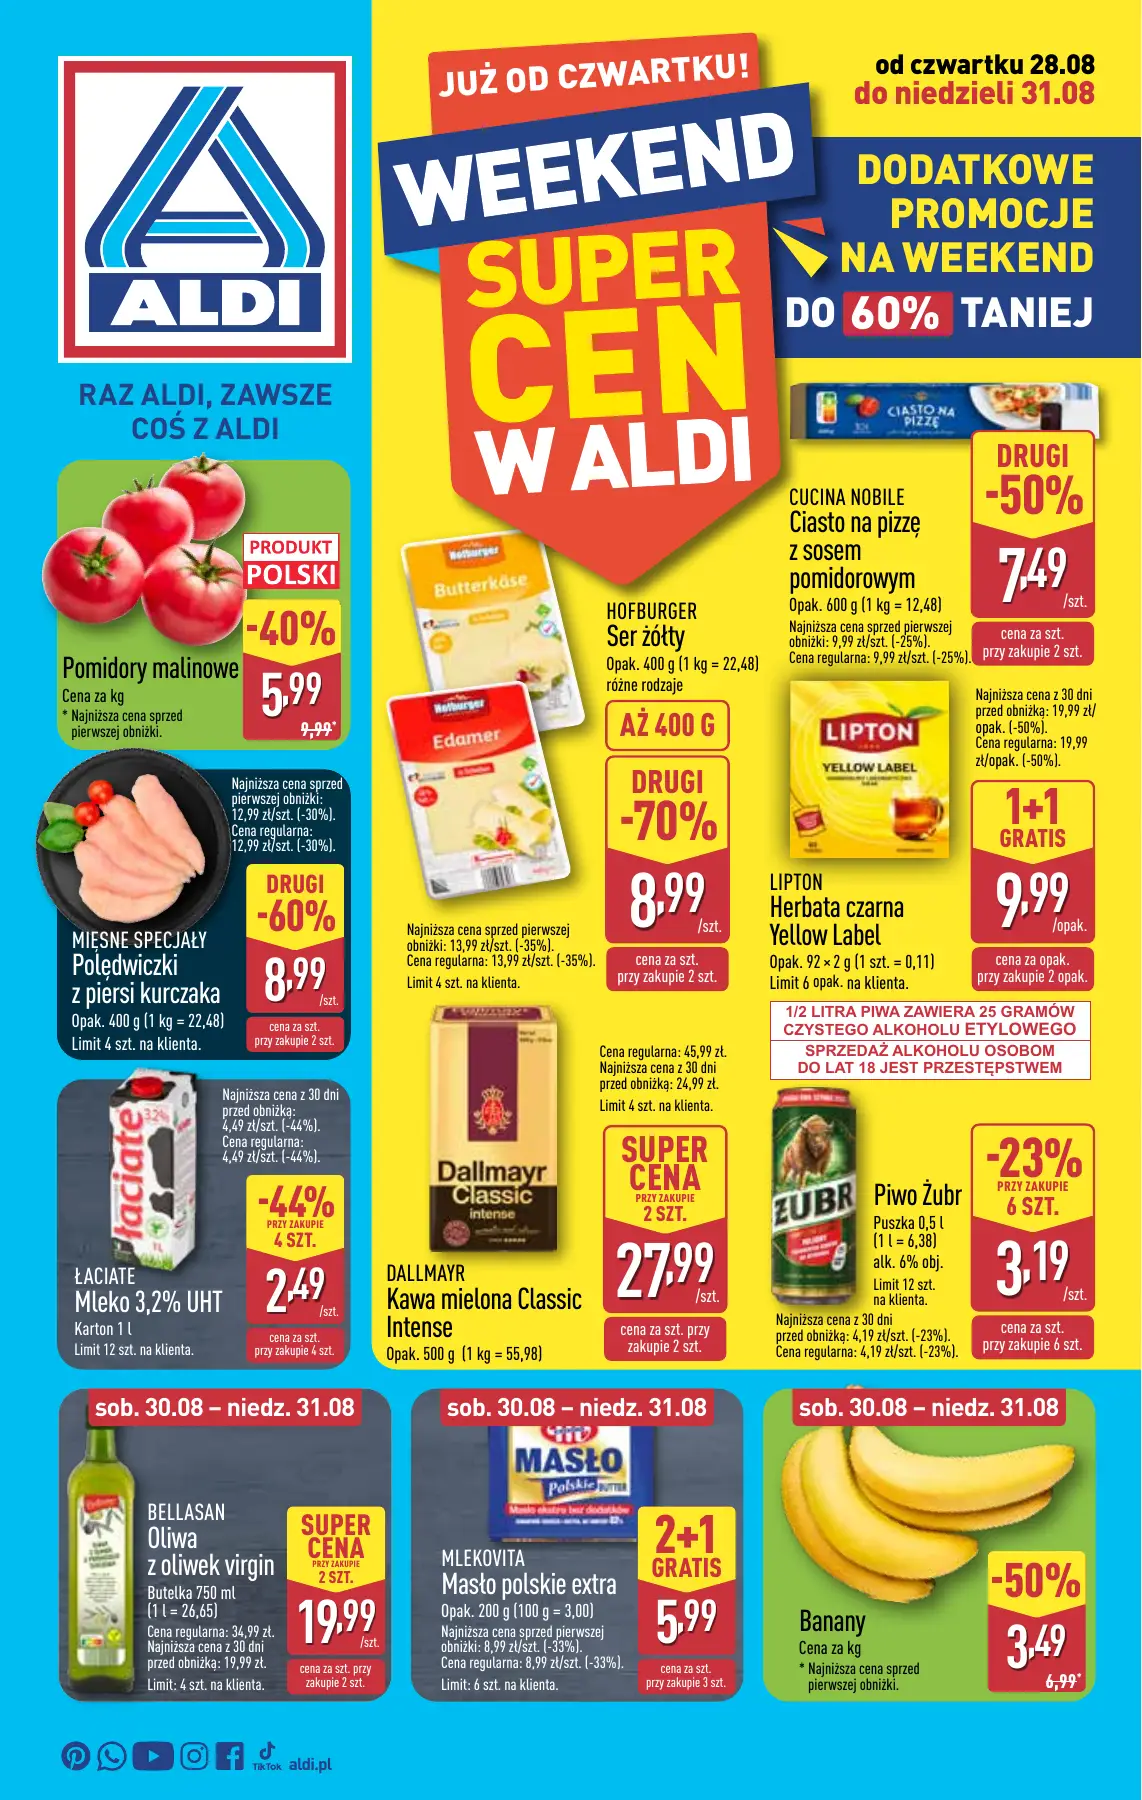 ALDI
RAZ ALDI, ZAWSZE
COŚ Z ALDI
JUŻ OD CZWARTKU!
WEEKEND
SUPER
CEN
W ALDI
od czwartku 28.08
do niedzieli 31.08
DODATKOWE
PROMOCJE
NA WEEKEND
DO 60% TANIEJ
PRODUKT
POLSKI
-40%
Pomidory malinowe
Cena za kg
* Najniższa cena sprzed
pierwszej obniżki.
5,99
9,99*
Najniższa cena sprzed
pierwszej obniżki:
12,99 zł/szt. (-30%).
Cena regularna:
12,99 zł/szt. (-30%).
DRUGI
-60%
MIĘSNE SPECJAŁY
Polędwiczki
z piersi kurczaka
Opak. 400 g (1 kg = 22,48)
Limit 4 szt. na klienta.
8,99
/szt.
cena za szt.
przy zakupie 2 szt.
łaciate
3,2%
1L
Najniższa cena z 30 dni
przed obniżką:
4,49 zł/szt. (-44%).
Cena regularna:
4,49 zł/szt. (-44%).
-44%
PRZY ZAKUPIE
4 SZT.
ŁACIATE
Mleko 3,2% UHT
Karton 1 l
Limit 12 szt. na klienta.
2,49
/szt.
cena za szt.
przy zakupie 4 szt.
Hofburger
Butterkäse
Hofburger
Edamer
HOFBURGER
Ser żółty
Opak. 400 g (1 kg = 22,48)
różne rodzaje
AŻ 400 G
DRUGI
-70%
8,99
/szt.
cena za szt.
przy zakupie 2 szt.
Najniższa cena sprzed pierwszej
obniżki: 13,99 zł/szt. (-35%).
Cena regularna: 13,99 zł/szt. (-35%).
Limit 4 szt. na klienta.
CIASTO NA
PIZZĘ
CUCINA NOBILE
Ciasto na pizzę
z sosem
pomidorowym
Opak. 600 g (1 kg = 12,48)
Najniższa cena sprzed pierwszej
obniżki: 9,99 zł/szt. (-25%).
Cena regularna: 9,99 zł/szt. (-25%).
DRUGI
-50%
7,49
/szt.
cena za szt.
przy zakupie 2 szt.
LIPTON
YELLOW LABEL
Najniższa cena z 30 dni
przed obniżką: 19,99 zł/
opak. (-50%).
Cena regularna: 19,99
zł/opak. (-50%).
1+1
GRATIS
LIPTON
Herbata czarna
Yellow Label
Opak. 92 × 2 g (1 szt. = 0,11)
Limit 6 opak. na klienta.
9,99
/opak.
cena za opak.
przy zakupie 2 opak.
Dallmayr
Classic
intense
Cena regularna: 45,99 zł.
Najniższa cena z 30 dni
przed obniżką: 24,99 zł.
Limit 4 szt. na klienta.
SUPER
CENA
PRZY ZAKUPIE
2 SZT.
27,99
/szt.
cena za szt. przy
zakupie 2 szt.
DALLMAYR
Kawa mielona Classic
Intense
Opak. 500 g (1 kg = 55,98)
1/2 LITRA PIWA ZAWIERA 25 GRAMÓW
CZYSTEGO ALKOHOLU ETYLOWEGO
SPRZEDAŻ ALKOHOLU OSOBOM
DO LAT 18 JEST PRZESTĘPSTWEM
ŻUBR
Piwo Żubr
Puszka 0,5 l
(1 l = 6,38)
alk. 6% obj.
Limit 12 szt.
na klienta.
Najniższa cena z 30 dni
przed obniżką: 4,19 zł/szt. (-23%).
Cena regularna: 4,19 zł/szt. (-23%).
-23%
PRZY ZAKUPIE
6 SZT.
3,19
/szt.
cena za szt.
przy zakupie 6 szt.
sob. 30.08 – niedz. 31.08
BELLASAN
Oliwa
z oliwek virgin
Butelka 750 ml
(1 l = 26,65)
Cena regularna: 34,99 zł.
Najniższa cena z 30 dni
przed obniżką: 19,99 zł.
Limit: 4 szt. na klienta.
SUPER
CENA
PRZY ZAKUPIE
2 SZT.
19,99
/szt.
cena za szt. przy
zakupie 2 szt.
sob. 30.08 – niedz. 31.08
MASŁO
Polskie
BUTTER
Masło ekstra bez dodatków
MLEKOVITA
Masło polskie extra
Opak. 200 g (100 g = 3,00)
Najniższa cena sprzed pierwszej
obniżki: 8,99 zł/szt. (-33%).
Cena regularna: 8,99 zł/szt. (-33%).
Limit: 6 szt. na klienta.
2+1
GRATIS
5,99
/szt.
cena za szt.
przy zakupie 3 szt.
sob. 30.08 – niedz. 31.08
Banany
Cena za kg
* Najniższa cena sprzed
pierwszej obniżki.
-50%
3,49
6,99*
TikTok
aldi.pl